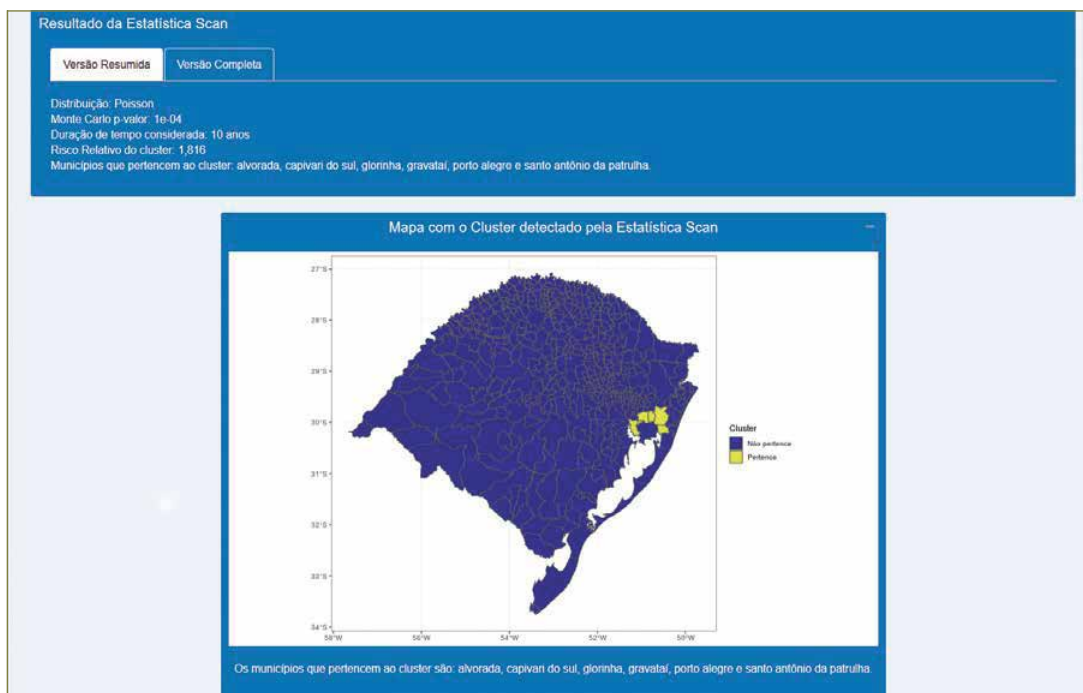 Resultado da Estatística Scan
Versão Resumida
Versão Completa
Distribuição: Poisson
Monte Carlo p-valor: 1e-04
Duração de tempo considerada: 10 anos
Risco Relativo do cluster: 1,816
Municípios que pertencem ao cluster: alvorada, capivari do sul, glorinha, gravataí, porto alegre e santo antônio da patrulha.
Mapa com o Cluster detectado pela Estatística Scan
27°S
28°S
29°S
30°S
31°S
32°S
33°S
34°S
58°W
56°W
54°W
52°W
50°W
Cluster
Não pertence
Pertence
Os municípios que pertencem ao cluster são: alvorada, capivari do sul, glorinha, gravataí, porto alegre e santo antônio da patrulha.